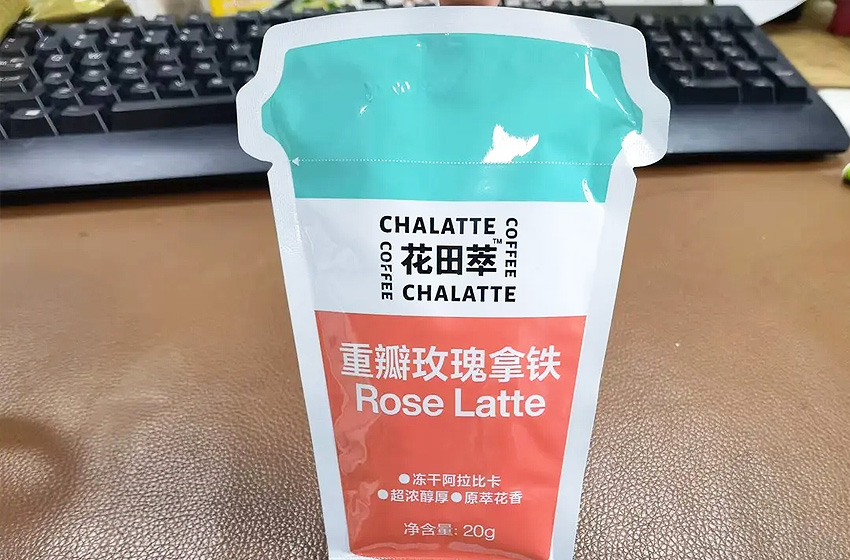 CHALATTE
COFFEE
花田萃™
COFFEE
CHALATTE
重瓣玫瑰拿铁
Rose Latte
●冻干阿拉比卡
●超浓醇厚●原萃花香
净含量: 20g